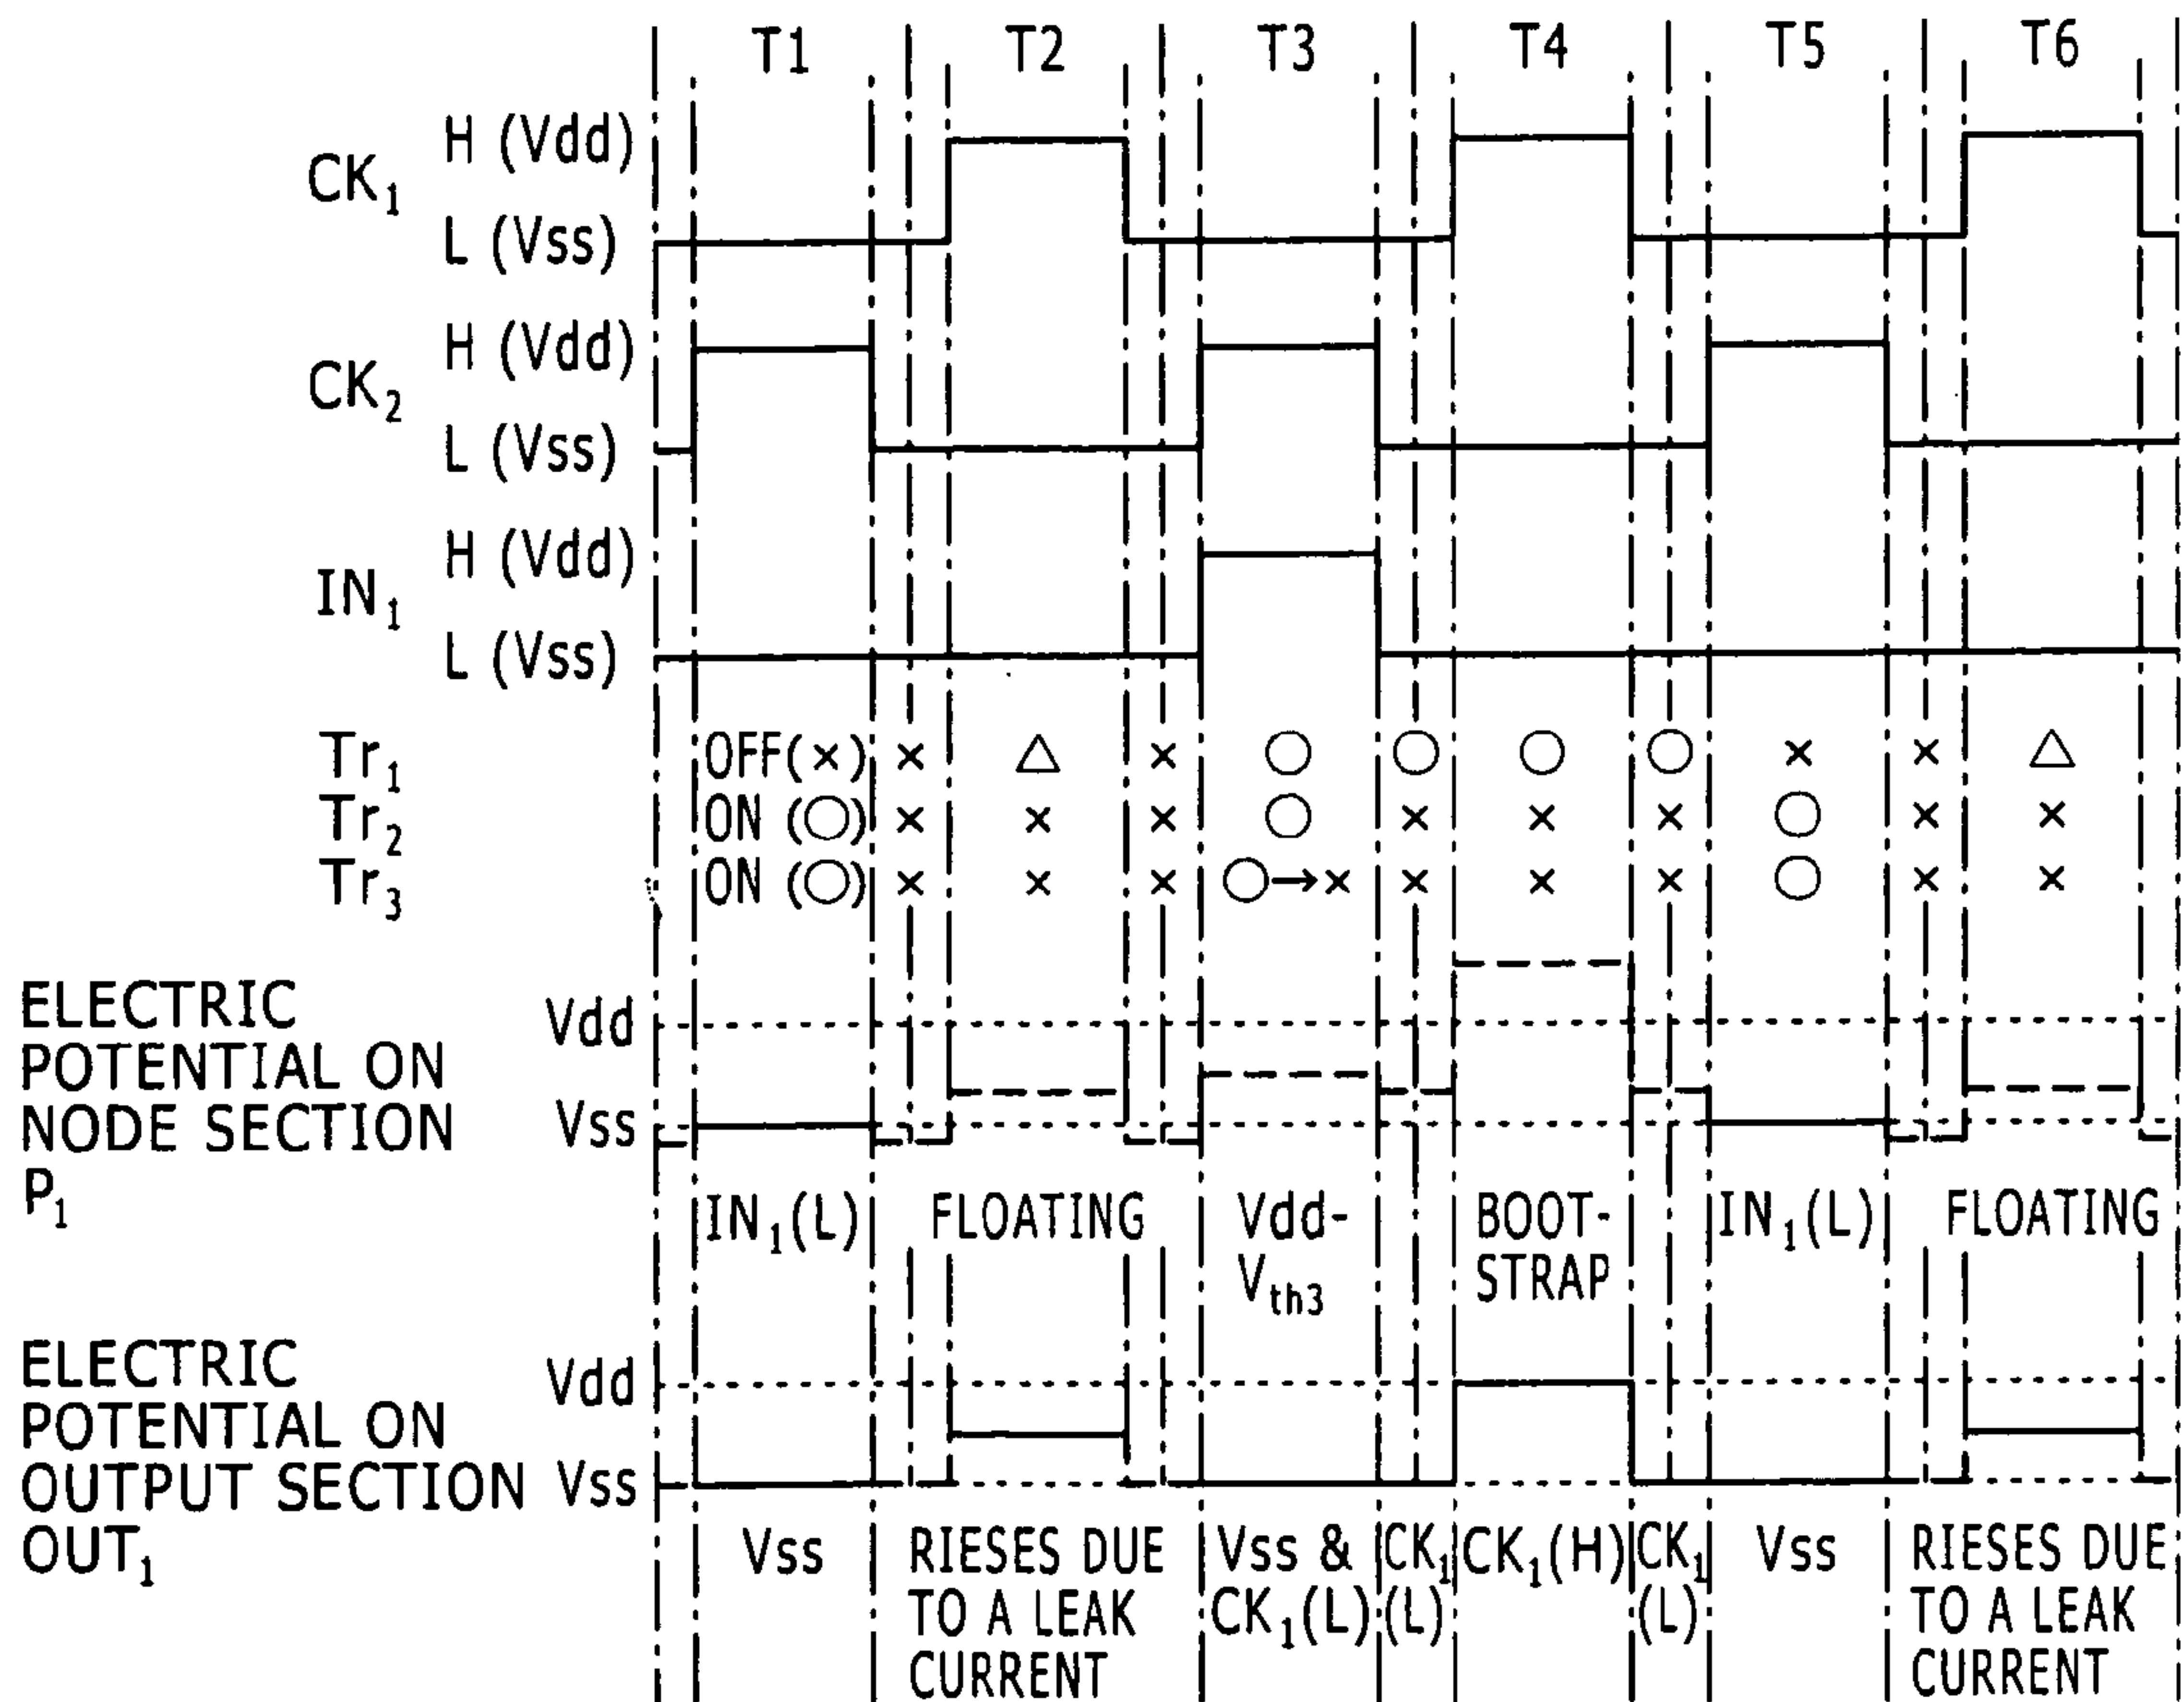 T1 T2 T3 T4 T5 T6
CK₁ H (Vdd)
L (Vss)
CK₂ H (Vdd)
L (Vss)
IN₁ H (Vdd)
L (Vss)
Tr₁ OFF(×) × △ × ○ ○ ○ ○ × × △
Tr₂ ON (○) × × × ○ × × × ○ × ×
Tr₃ ON (○) × × × ○→× × × × ○ × ×
ELECTRIC
POTENTIAL ON
NODE SECTION
P₁
Vdd
Vss
IN₁(L) FLOATING Vdd- BOOT- IN₁(L) FLOATING
Vth3 STRAP
ELECTRIC
POTENTIAL ON
OUTPUT SECTION
OUT₁
Vdd
Vss
Vss RIESES DUE Vss & CK₁ CK₁(H) CK₁ Vss RIESES DUE
TO A LEAK CK₁(L) (L) (L) TO A LEAK
CURRENT CURRENT